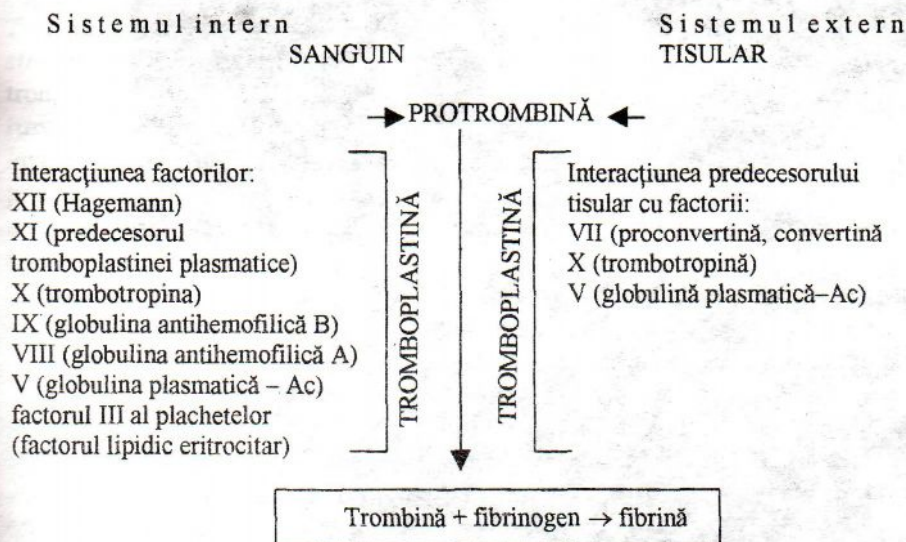 Sistemul intern
SANGUIN
Sistemul extern
TISULAR
PROTROMBINĂ
Interacțiunea factorilor:
XII (Hagemann)
XI (predecesorul
tromboplastinei plasmatice)
X (trombotropina)
IX (globulina antihemofilică B)
VIII (globulina antihemofilică A)
V (globulina plasmatică – Ac)
factorul III al plachetelor
(factorul lipidic eritrocitar)
TROMBOPLASTINĂ
TROMBOPLASTINĂ
Interacțiunea predecesorului
tisular cu factorii:
VII (proconvertină, convertină
X (trombotropină)
V (globulină plasmatică–Ac)
Trombină + fibrinogen → fibrină